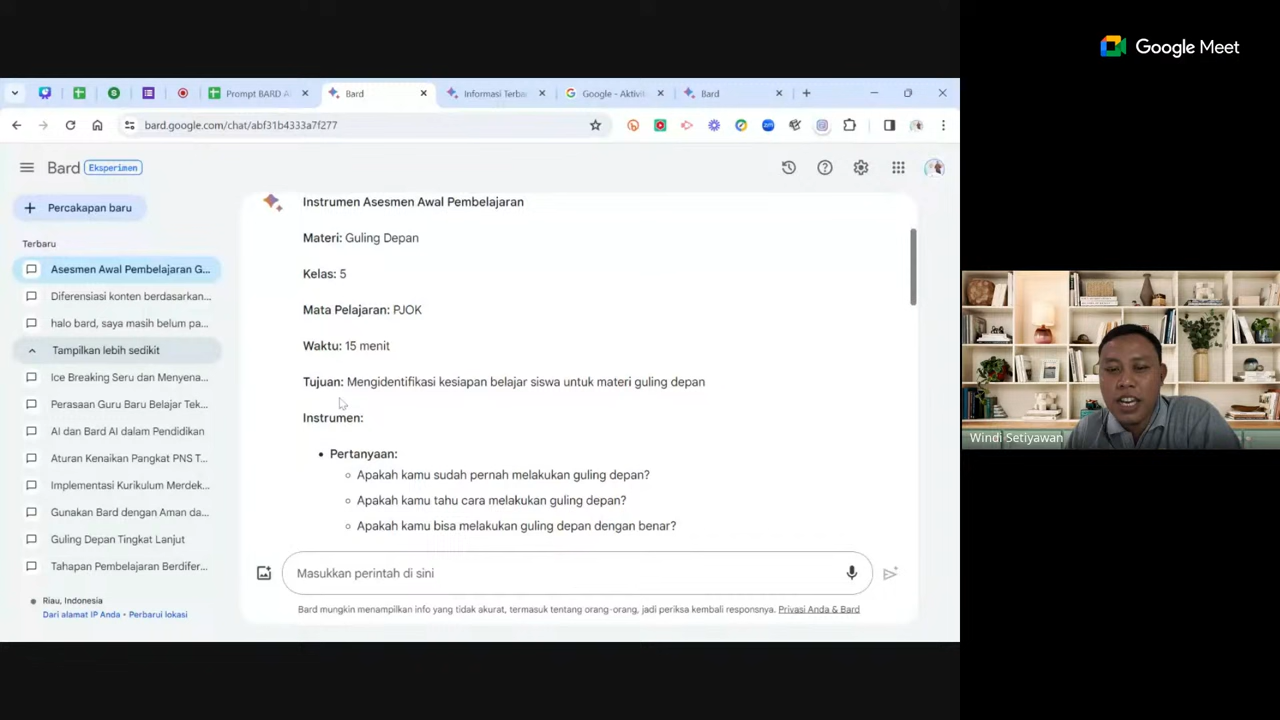 Google Meet
Prompt BARD A
Bard
Informasi Terba
Google - Aktivit
Bard
bard.google.com/chat/abf31b4333a7f277
Bard Eksperimen
Percakapan baru
Terbaru
Asesmen Awal Pembelajaran G...
Diferensiasi konten berdasarkan...
halo bard, saya masih belum pa...
Tampilkan lebih sedikit
Ice Breaking Seru dan Menyena...
Perasaan Guru Baru Belajar Tek...
AI dan Bard AI dalam Pendidikan
Aturan Kenaikan Pangkat PNS T...
Implementasi Kurikulum Merdek...
Gunakan Bard dengan Aman da...
Guling Depan Tingkat Lanjut
Tahapan Pembelajaran Berdifer...
Riau, Indonesia
Dari alamat IP Anda • Perbarui lokasi
Instrumen Asesmen Awal Pembelajaran
Materi: Guling Depan
Kelas: 5
Mata Pelajaran: PJOK
Waktu: 15 menit
Tujuan: Mengidentifikasi kesiapan belajar siswa untuk materi guling depan
Instrumen:
• Pertanyaan:
◦ Apakah kamu sudah pernah melakukan guling depan?
◦ Apakah kamu tahu cara melakukan guling depan?
◦ Apakah kamu bisa melakukan guling depan dengan benar?
Masukkan perintah di sini
Bard mungkin menampilkan info yang tidak akurat, termasuk tentang orang-orang, jadi periksa kembali responsnya. Privasi Anda & Bard
Windi Setiyawan